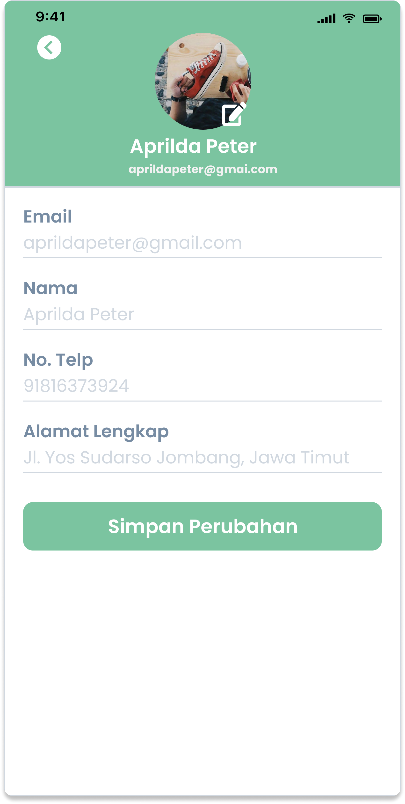 9:41
Aprilda Peter
aprildapeter@gmai.com
Email
aprildapeter@gmail.com
Nama
Aprilda Peter
No. Telp
91816373924
Alamat Lengkap
Jl. Yos Sudarso Jombang, Jawa Timut
Simpan Perubahan